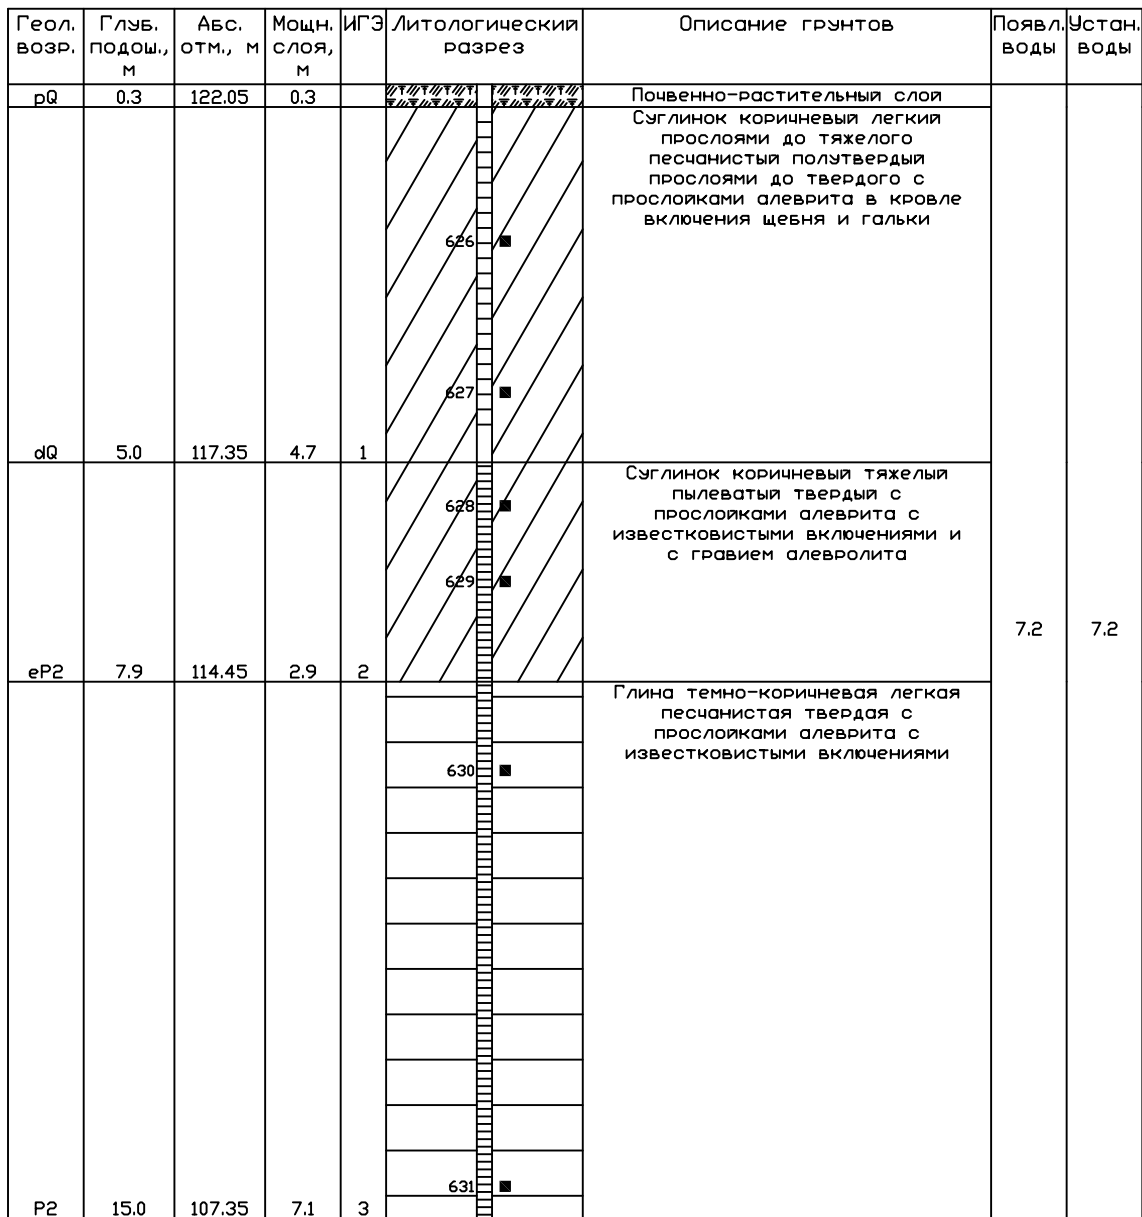 Геол. возр.
Глуб. подош., м
Абс. отм., м
Мощн. слоя, м
ИГЭ
Литологический разрез
Описание грунтов
Появл. воды
Устан. воды
pQ 0.3 122.05 0.3
Почвенно-растительный слой
Суглинок коричневый легкий
прослоями до тяжелого
песчанистый полутвердый
прослоями до твердого с
прослойками алеврита в кровле
включения щебня и гальки
626
627
dQ 5.0 117.35 4.7 1
Суглинок коричневый тяжелый
пылеватый твердый с
прослойками алеврита с
известковистыми включениями и
с гравием алевролита
628
629
7.2 7.2
eP2 7.9 114.45 2.9 2
Глина темно-коричневая легкая
песчанистая твердая с
прослойками алеврита с
известковистыми включениями
630
631
P2 15.0 107.35 7.1 3